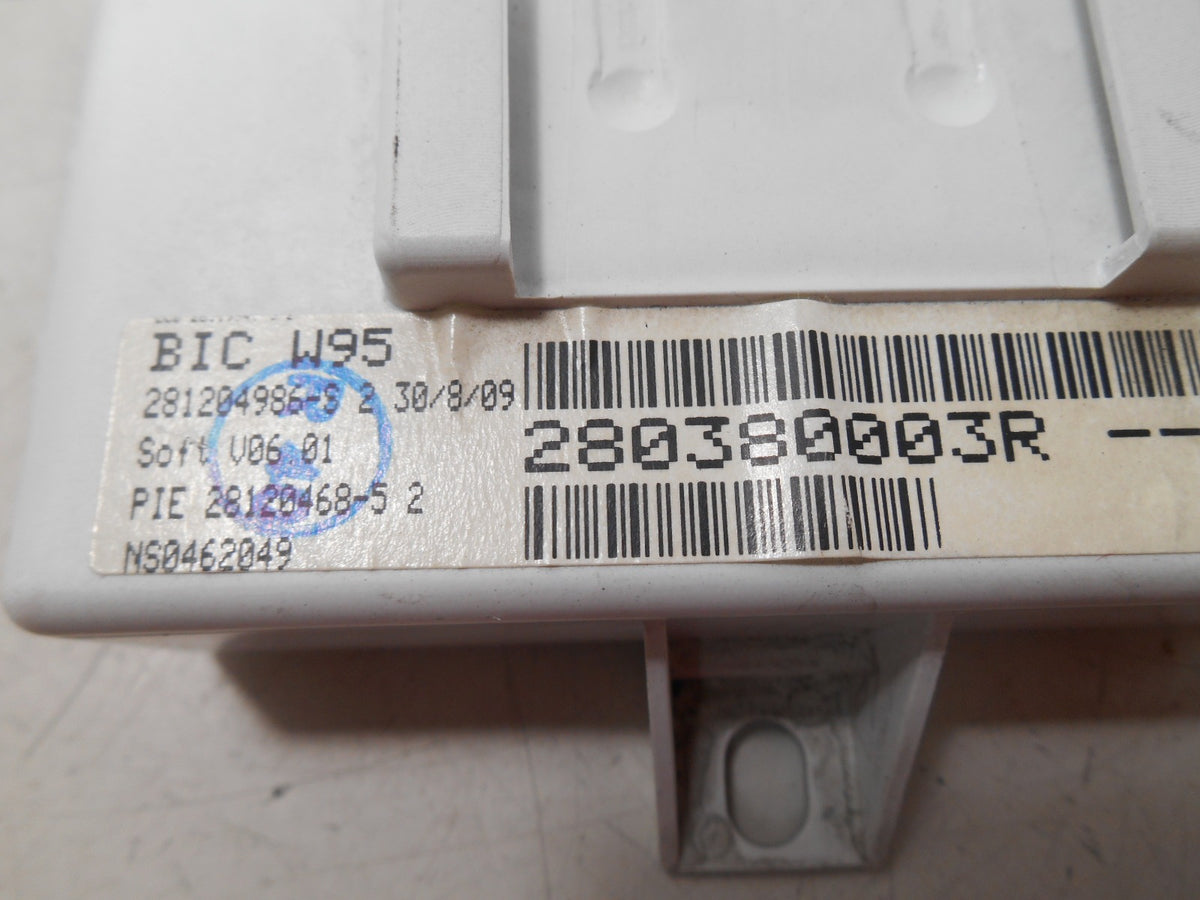 BIC W95
281204986-S 2 30/8/09
Soft V06 01
PIE 28120468-5 2
NS0462049
280380003R --